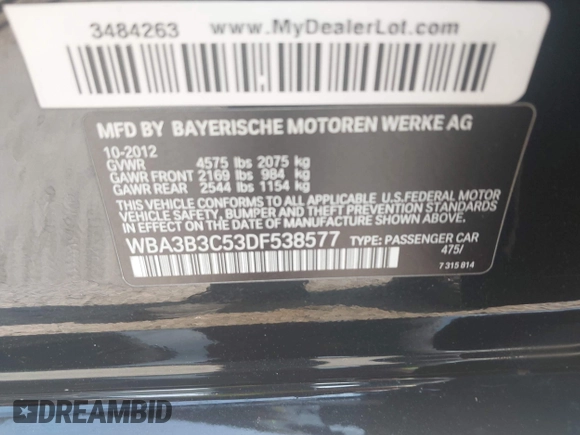 3484263 www.MyDealerLot.com
MFD BY BAYERISCHE MOTOREN WERKE AG
10-2012
GVWR 4575 lbs 2075 kg
GAWR FRONT 2169 lbs 984 kg
GAWR REAR 2544 lbs 1154 kg
THIS VEHICLE CONFORMS TO ALL APPLICABLE U.S.FEDERAL MOTOR
VEHICLE SAFETY, BUMPER, AND THEFT PREVENTION STANDARDS
IN EFFECT ON THE DATE OF MANUFACTURE SHOWN ABOVE.
WBA3B3C53DF538577 TYPE: PASSENGER CAR
475/
7 315 814
DREAMBID